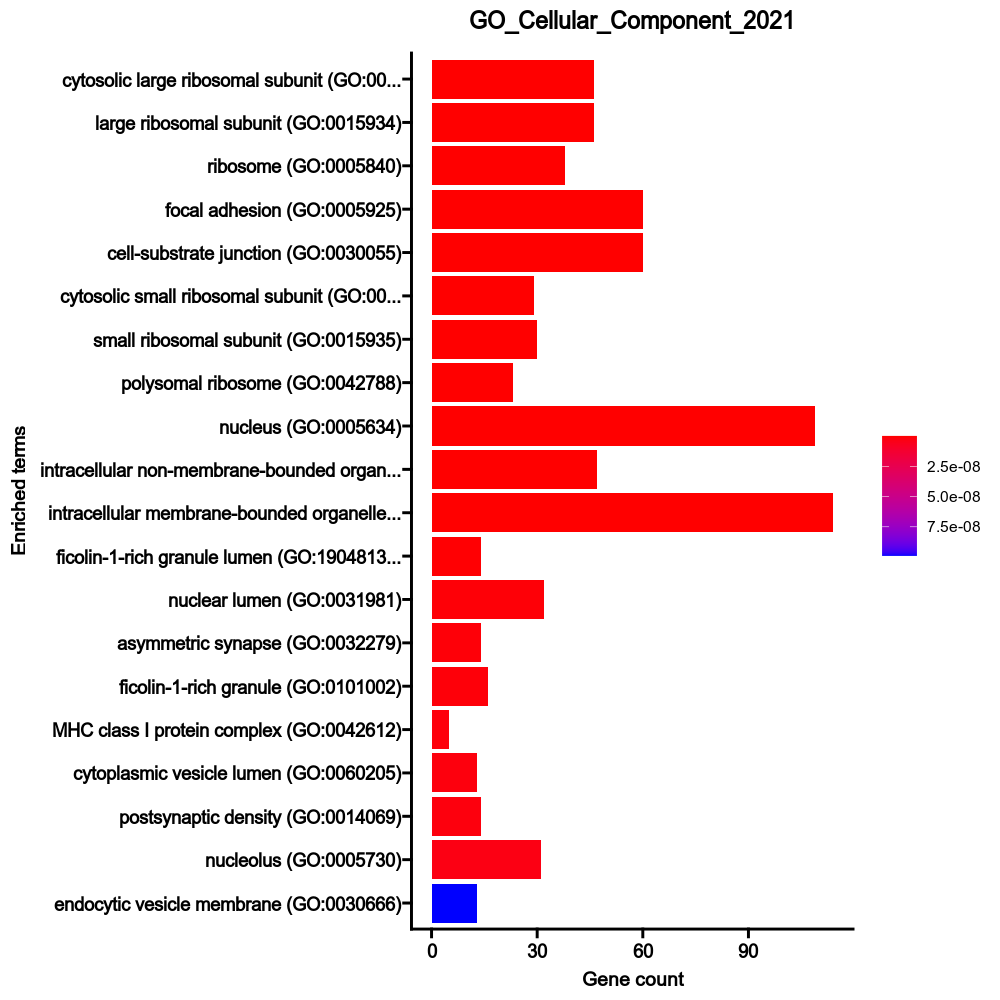 GO_Cellular_Component_2021
cytosolic large ribosomal subunit (GO:00...
large ribosomal subunit (GO:0015934)
ribosome (GO:0005840)
focal adhesion (GO:0005925)
cell-substrate junction (GO:0030055)
cytosolic small ribosomal subunit (GO:00...
small ribosomal subunit (GO:0015935)
polysomal ribosome (GO:0042788)
nucleus (GO:0005634)
intracellular non-membrane-bounded organ...
intracellular membrane-bounded organelle...
ficolin-1-rich granule lumen (GO:1904813...
nuclear lumen (GO:0031981)
asymmetric synapse (GO:0032279)
ficolin-1-rich granule (GO:0101002)
MHC class I protein complex (GO:0042612)
cytoplasmic vesicle lumen (GO:0060205)
postsynaptic density (GO:0014069)
nucleolus (GO:0005730)
endocytic vesicle membrane (GO:0030666)
Enriched terms
0 30 60 90
Gene count
2.5e-08
5.0e-08
7.5e-08